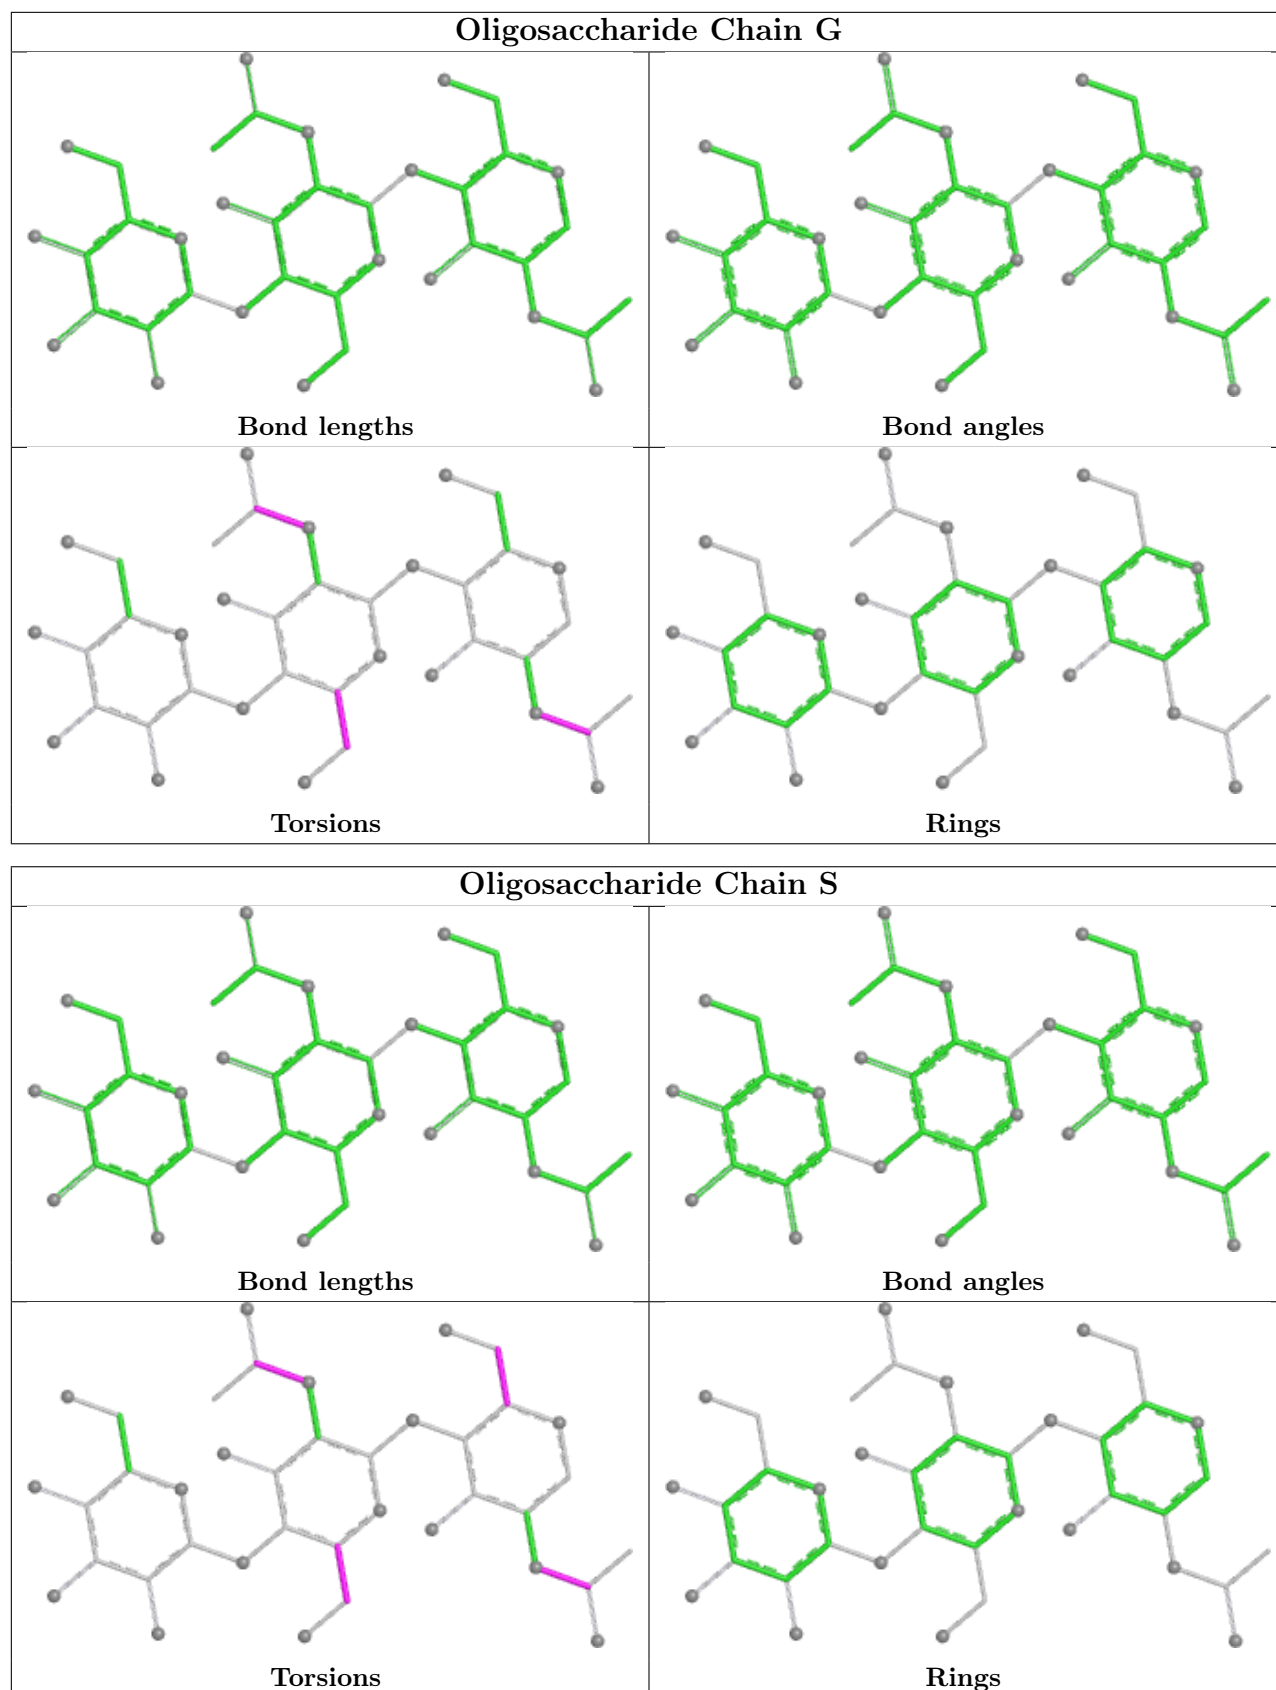 Oligosaccharide Chain G
Bond lengths
Bond angles
Torsions
Rings
Oligosaccharide Chain S
Bond lengths
Bond angles
Torsions
Rings